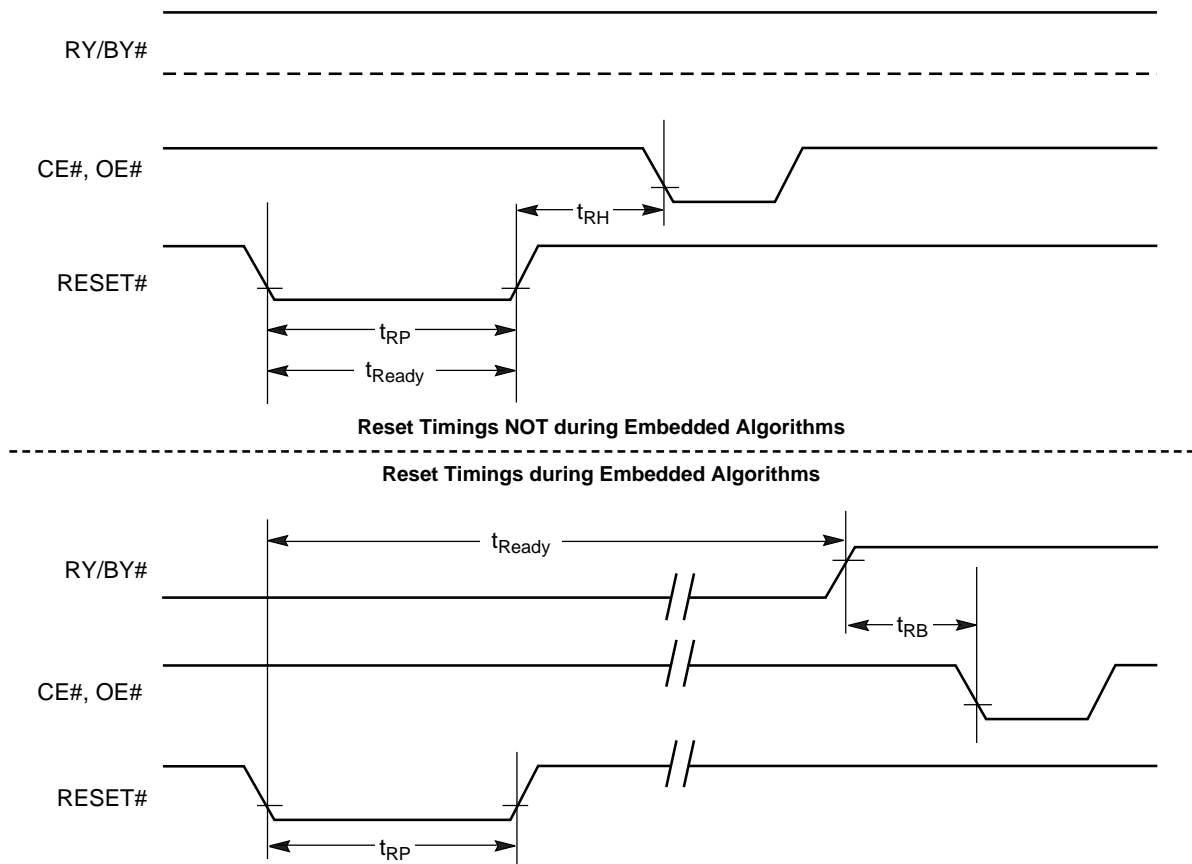 RY/BY#
CE#, OE#
tRH
RESET#
tRP
tReady
Reset Timings NOT during Embedded Algorithms
Reset Timings during Embedded Algorithms
tReady
RY/BY#
tRB
CE#, OE#
RESET#
tRP